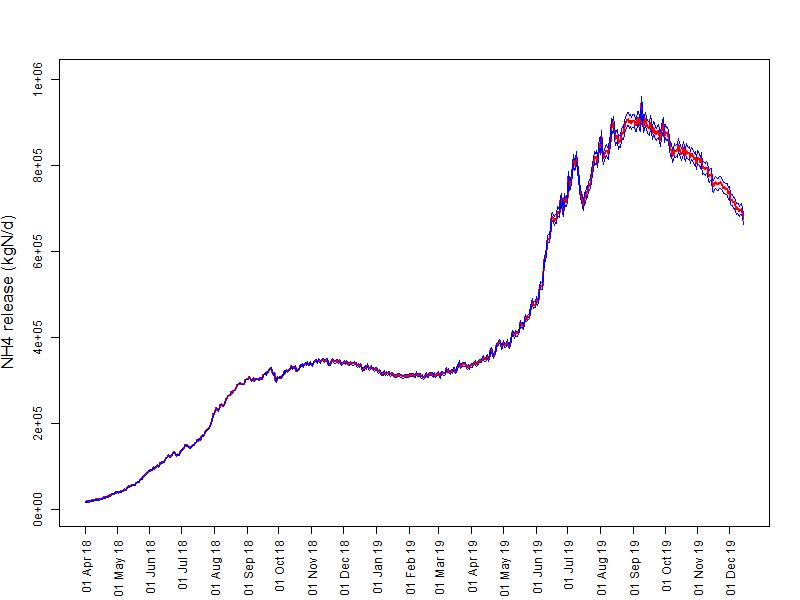 NH4 release (kgN/d)
1e+06
8e+05
6e+05
4e+05
2e+05
0e+00
01 Apr 18
01 May 18
01 Jun 18
01 Jul 18
01 Aug 18
01 Sep 18
01 Oct 18
01 Nov 18
01 Dec 18
01 Jan 19
01 Feb 19
01 Mar 19
01 Apr 19
01 May 19
01 Jun 19
01 Jul 19
01 Aug 19
01 Sep 19
01 Oct 19
01 Nov 19
01 Dec 19